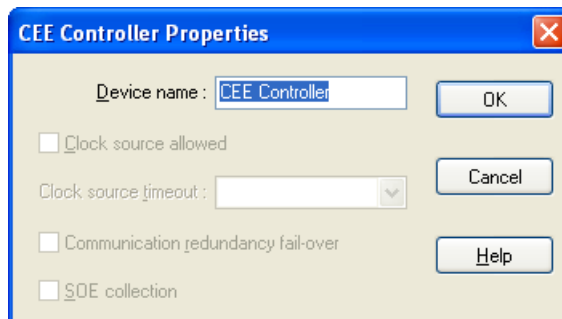 CEE Controller Properties
Device name : CEE Controller
OK
Clock source allowed
Clock source timeout :
Cancel
Communication redundancy fail-over
Help
SOE collection